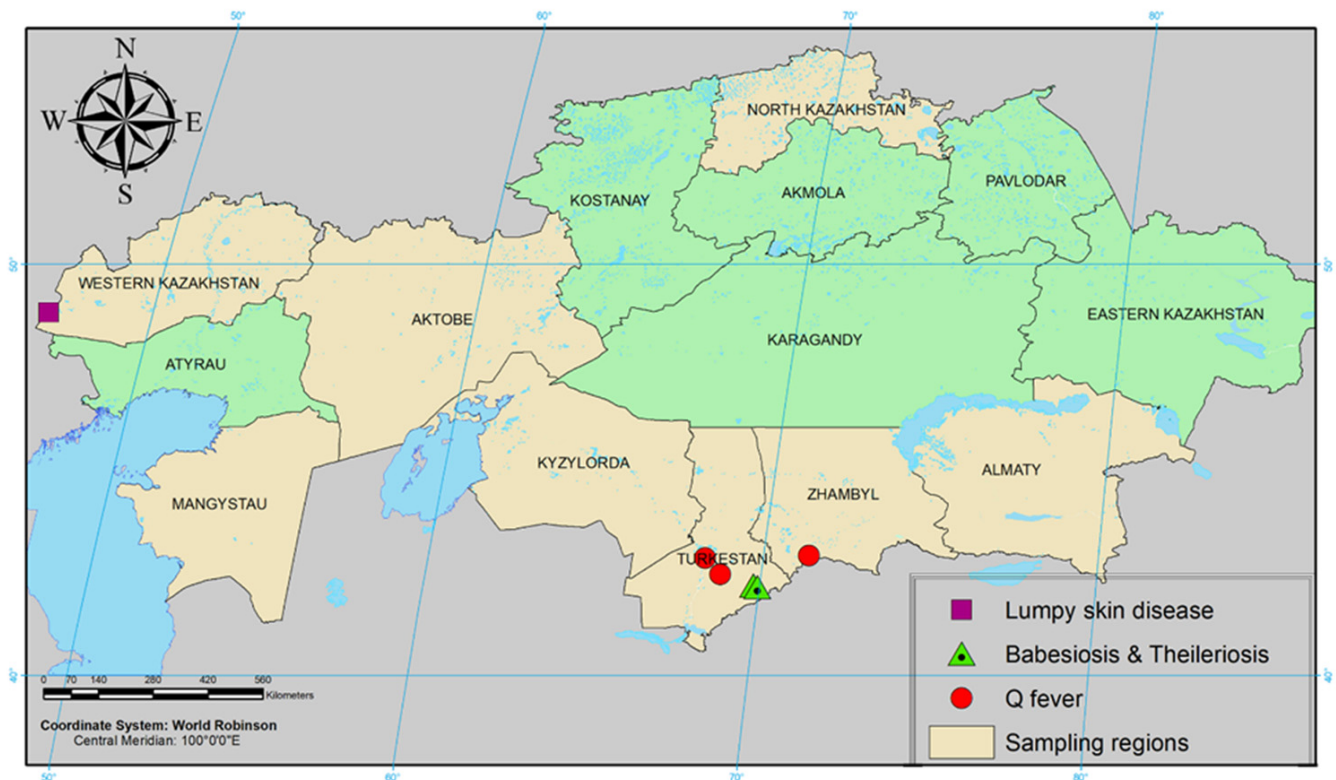 50°
60°
70°
80°
N
W
E
S
NORTH KAZAKHSTAN
PAVLODAR
AKMOLA
KOSTANAY
50°
50°
WESTERN KAZAKHSTAN
EASTERN KAZAKHSTAN
AKTOBE
KARAGANDY
ATYRAU
KYZYLORDA
ALMATY
ZHAMBYL
MANGYSTAU
TURKESTAN
Lumpy skin disease
Babesiosis & Theileriosis
Q fever
Sampling regions
40°
40°
0 70 140 280 420 560
Kilometers
Coordinate System: World Robinson
Central Meridian: 100°0'0"E
50°
60°
70°
80°